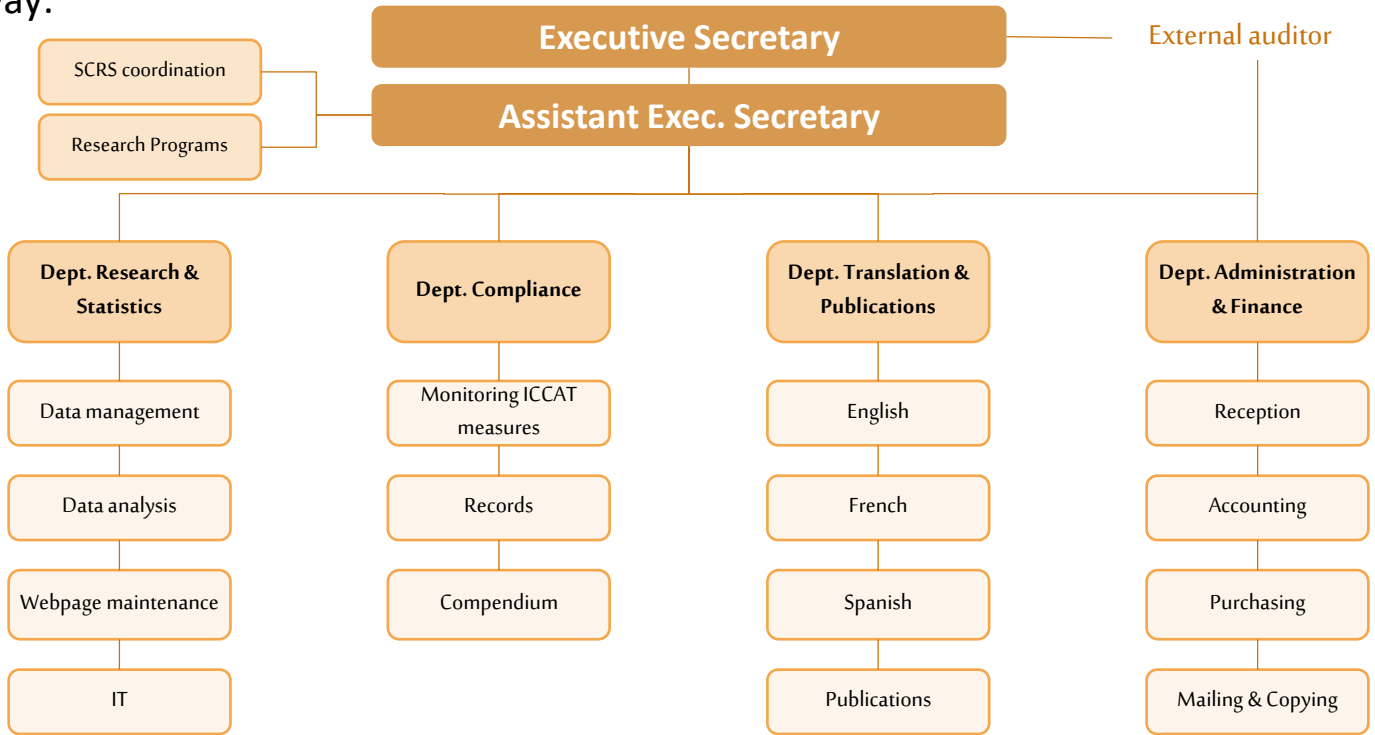 Executive Secretary
External auditor
SCRS coordination
Assistant Exec. Secretary
Research Programs
Dept. Research &
Statistics
Dept. Compliance
Dept. Translation &
Publications
Dept. Administration
& Finance
Data management
Monitoring ICCAT
measures
English
Reception
Data analysis
Records
French
Accounting
Webpage maintenance
Compendium
Spanish
Purchasing
IT
Publications
Mailing & Copying